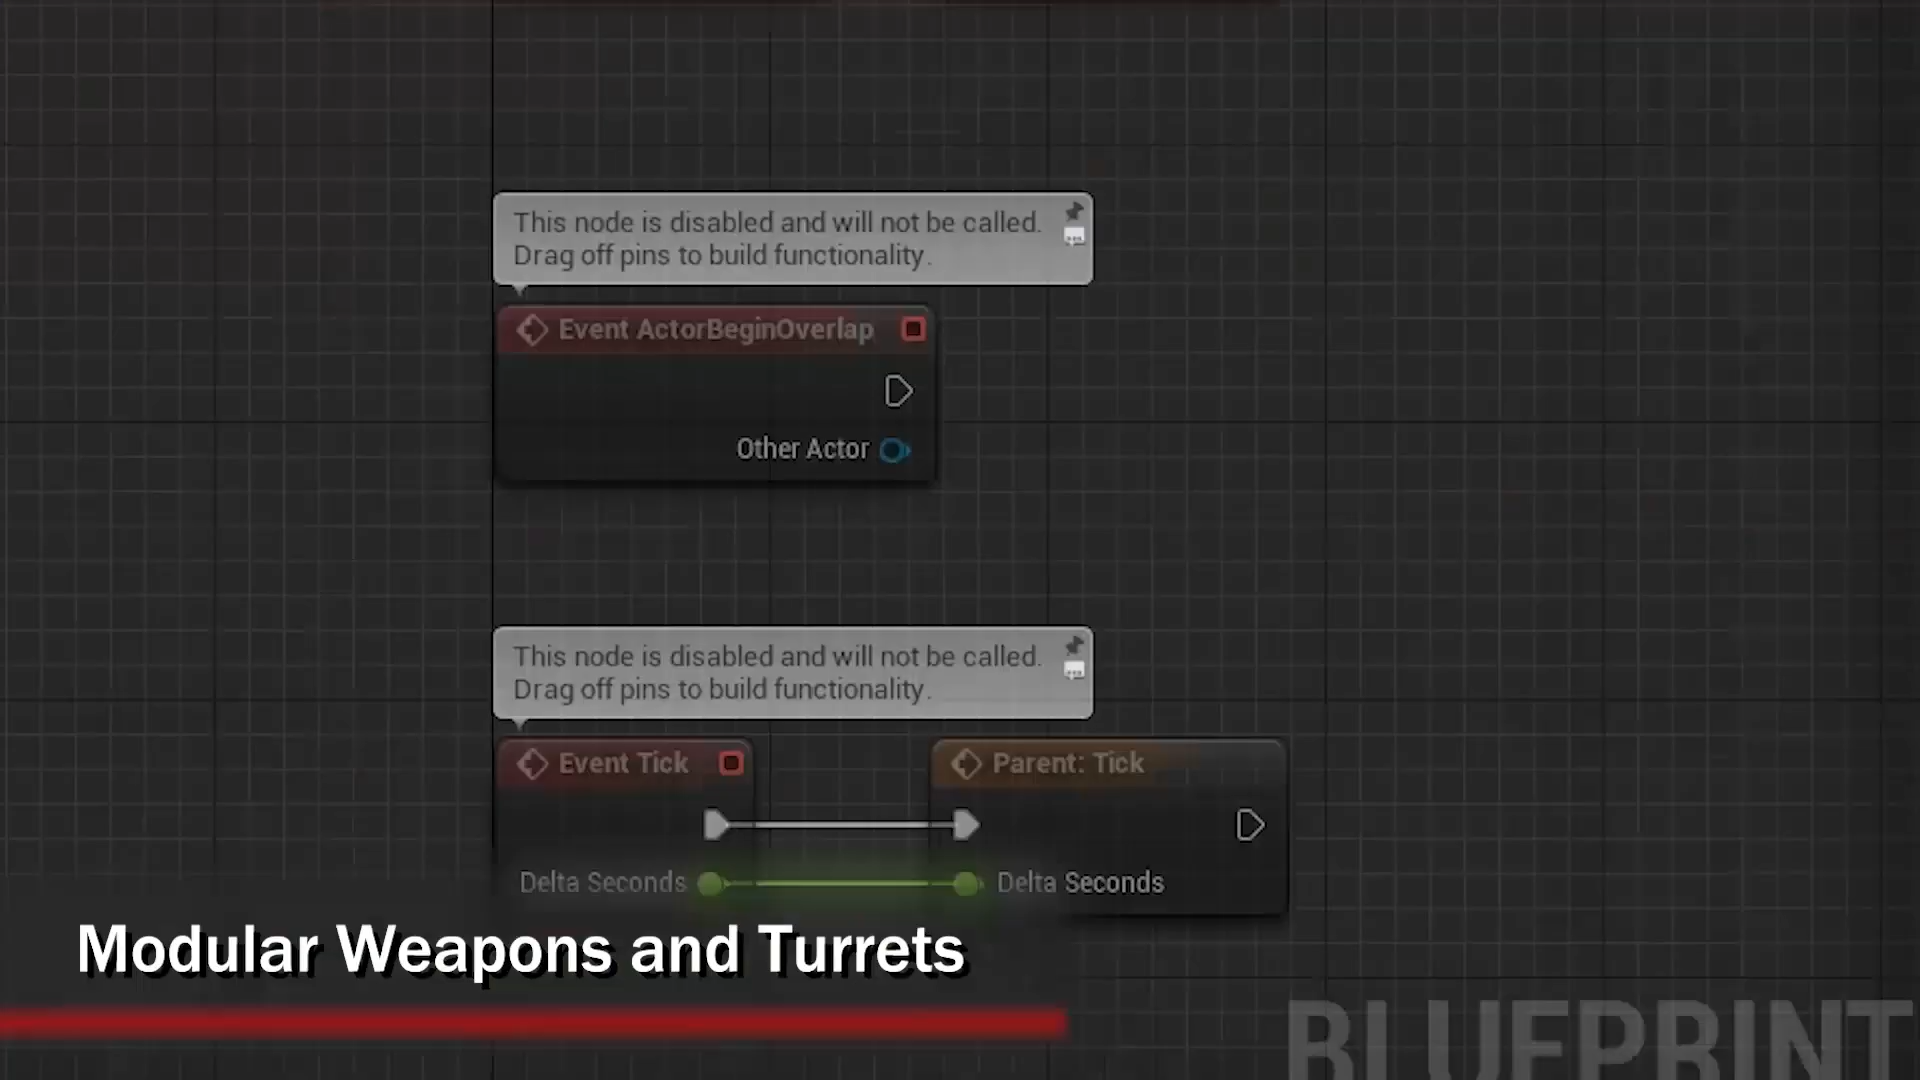 This node is disabled and will not be called.
Drag off pins to build functionality.
Event ActorBeginOverlap
Other Actor
This node is disabled and will not be called.
Drag off pins to build functionality.
Event Tick
Parent: Tick
Delta Seconds
Delta Seconds
Modular Weapons and Turrets
BLUEPRINT